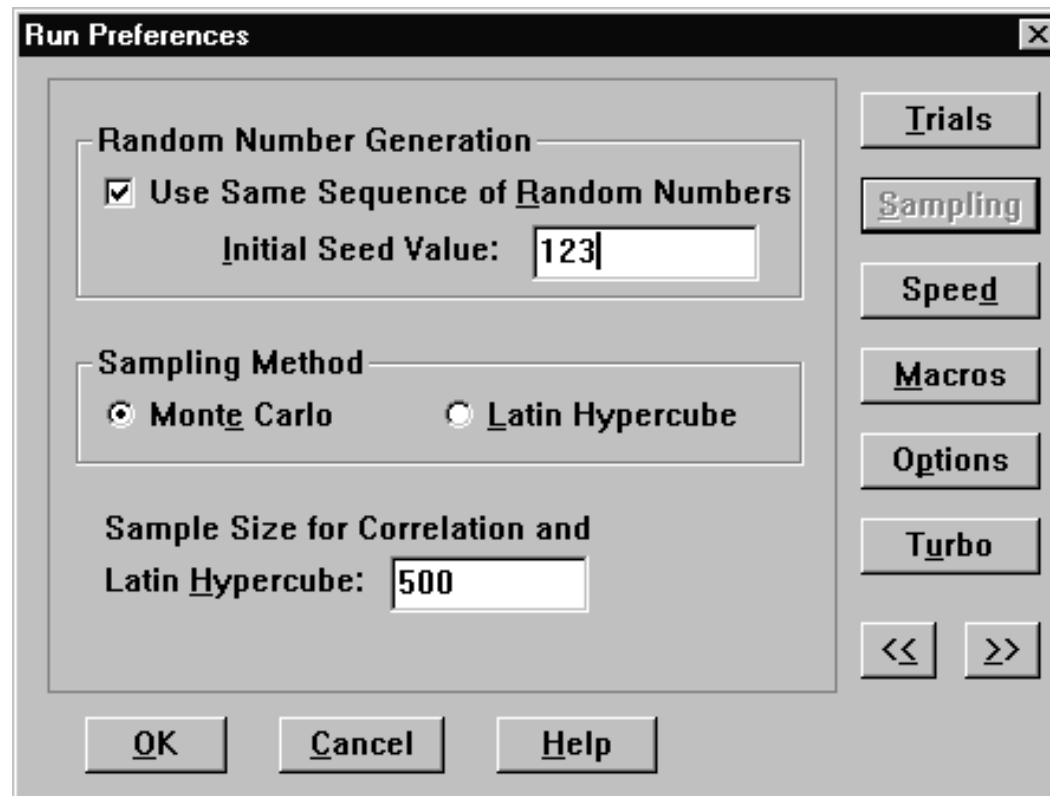 Run Preferences
Random Number Generation
Use Same Sequence of Random Numbers
Initial Seed Value: 123
Sampling Method
Monte Carlo Latin Hypercube
Sample Size for Correlation and
Latin Hypercube: 500
Trials
Sampling
Speed
Macros
Options
Turbo
<< >>
OK Cancel Help